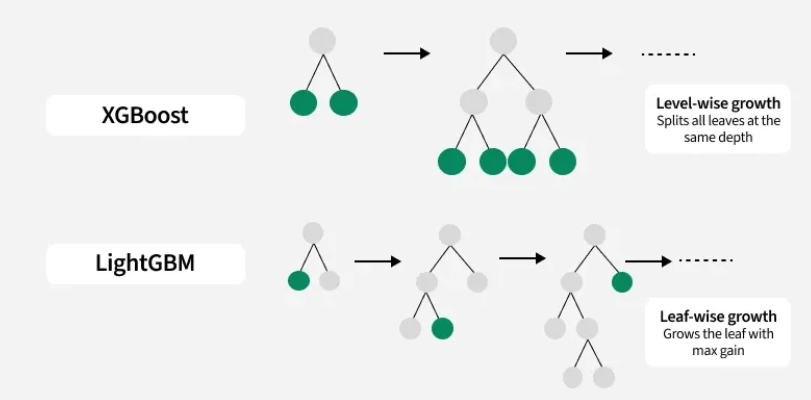 XGBoost
Level-wise growth
Splits all leaves at the
same depth
LightGBM
Leaf-wise growth
Grows the leaf with
max gain